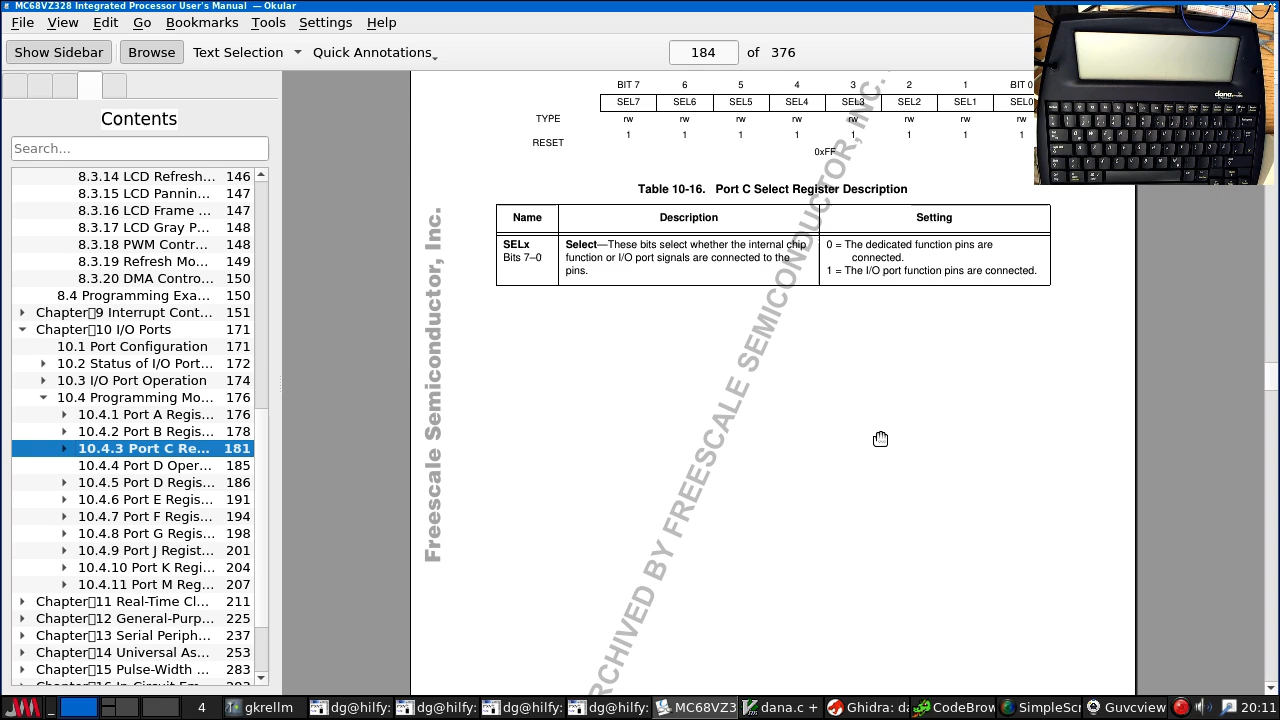 MC68VZ328 Integrated Processor User's Manual — Okular
File View Edit Go Bookmarks Tools Settings Help
Show Sidebar Browse Text Selection Quick Annotations 184 of 376
Contents
Search...
8.3.14 LCD Refresh... 146
8.3.15 LCD Pannin... 147
8.3.16 LCD Frame ... 147
8.3.17 LCD Gray P... 148
8.3.18 PWM Contr... 148
8.3.19 Refresh Mo... 149
8.3.20 DMA Contro... 150
8.4 Programming Exa... 150
Chapter▯9 Interrupt Cont... 151
Chapter▯10 I/O Ports 171
10.1 Port Configuration 171
10.2 Status of I/O Port... 172
10.3 I/O Port Operation 174
10.4 Programming Mo... 176
10.4.1 Port A Regis... 176
10.4.2 Port B Regis... 178
10.4.3 Port C Re... 181
10.4.4 Port D Oper... 185
10.4.5 Port D Regis... 186
10.4.6 Port E Regis... 191
10.4.7 Port F Regis... 194
10.4.8 Port G Regis... 198
10.4.9 Port J Regist... 201
10.4.10 Port K Regi... 204
10.4.11 Port M Reg... 207
Chapter▯11 Real-Time Cl... 211
Chapter▯12 General-Purp... 225
Chapter▯13 Serial Periph... 237
Chapter▯14 Universal As... 253
Chapter▯15 Pulse-Width ... 283
BIT 7 6 5 4 3 2 1 BIT 0
SEL7 SEL6 SEL5 SEL4 SEL3 SEL2 SEL1 SEL0
TYPE rw rw rw rw rw rw rw rw
RESET 1 1 1 1 1 1 1 1
0xFF
Table 10-16. Port C Select Register Description
Name Description Setting
SELx
Bits 7–0
Select—These bits select whether the internal chip
function or I/O port signals are connected to the
pins.
0 = The dedicated function pins are
connected.
1 = The I/O port function pins are connected.
Freescale Semiconductor, Inc.
ARCHIVED BY FREESCALE SEMICONDUCTOR, INC.
dana
4 gkrellm dg@hilfy: dg@hilfy: dg@hilfy: dg@hilfy: MC68VZ3 dana.c + Ghidra: da CodeBrow SimpleSc Guvcview 20:11